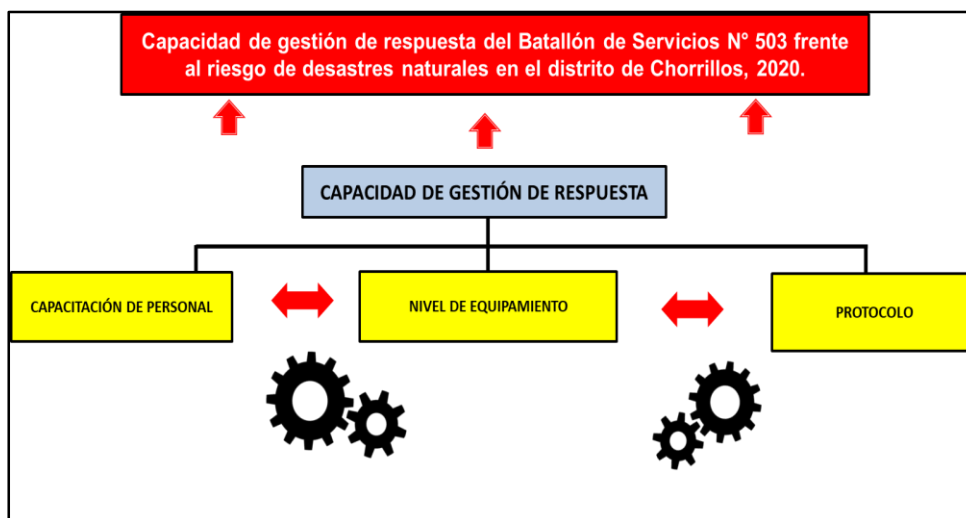 Capacidad de gestión de respuesta del Batallón de Servicios N° 503 frente
al riesgo de desastres naturales en el distrito de Chorrillos, 2020.
CAPACIDAD DE GESTIÓN DE RESPUESTA
CAPACITACIÓN DE PERSONAL
NIVEL DE EQUIPAMIENTO
PROTOCOLO